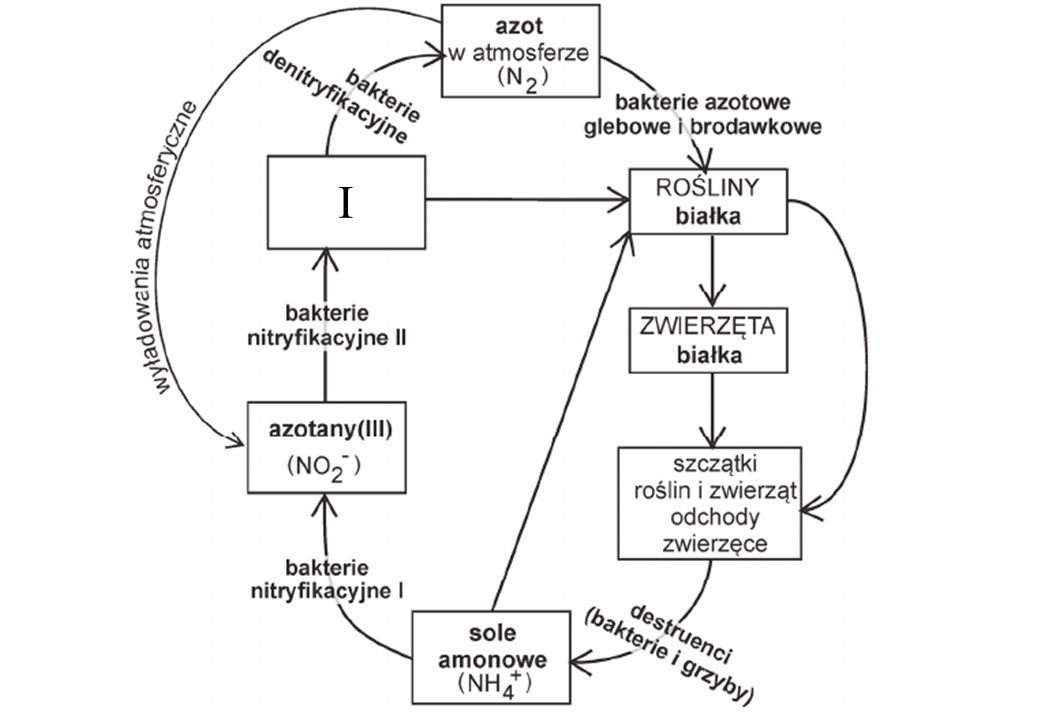 azot
w atmosferze
(N2)
bakterie
denitryfikacyjne
bakterie azotowe
glebowe i brodawkowe
wyładowania atmosferyczne
I
ROŚLINY
białka
bakterie
nitryfikacyjne II
ZWIERZĘTA
białka
azotany(III)
(NO2-)
szczątki
roślin i zwierząt
odchody
zwierzęce
bakterie
nitryfikacyjne I
sole
amonowe
(NH4+)
destruenci
(bakterie i grzyby)